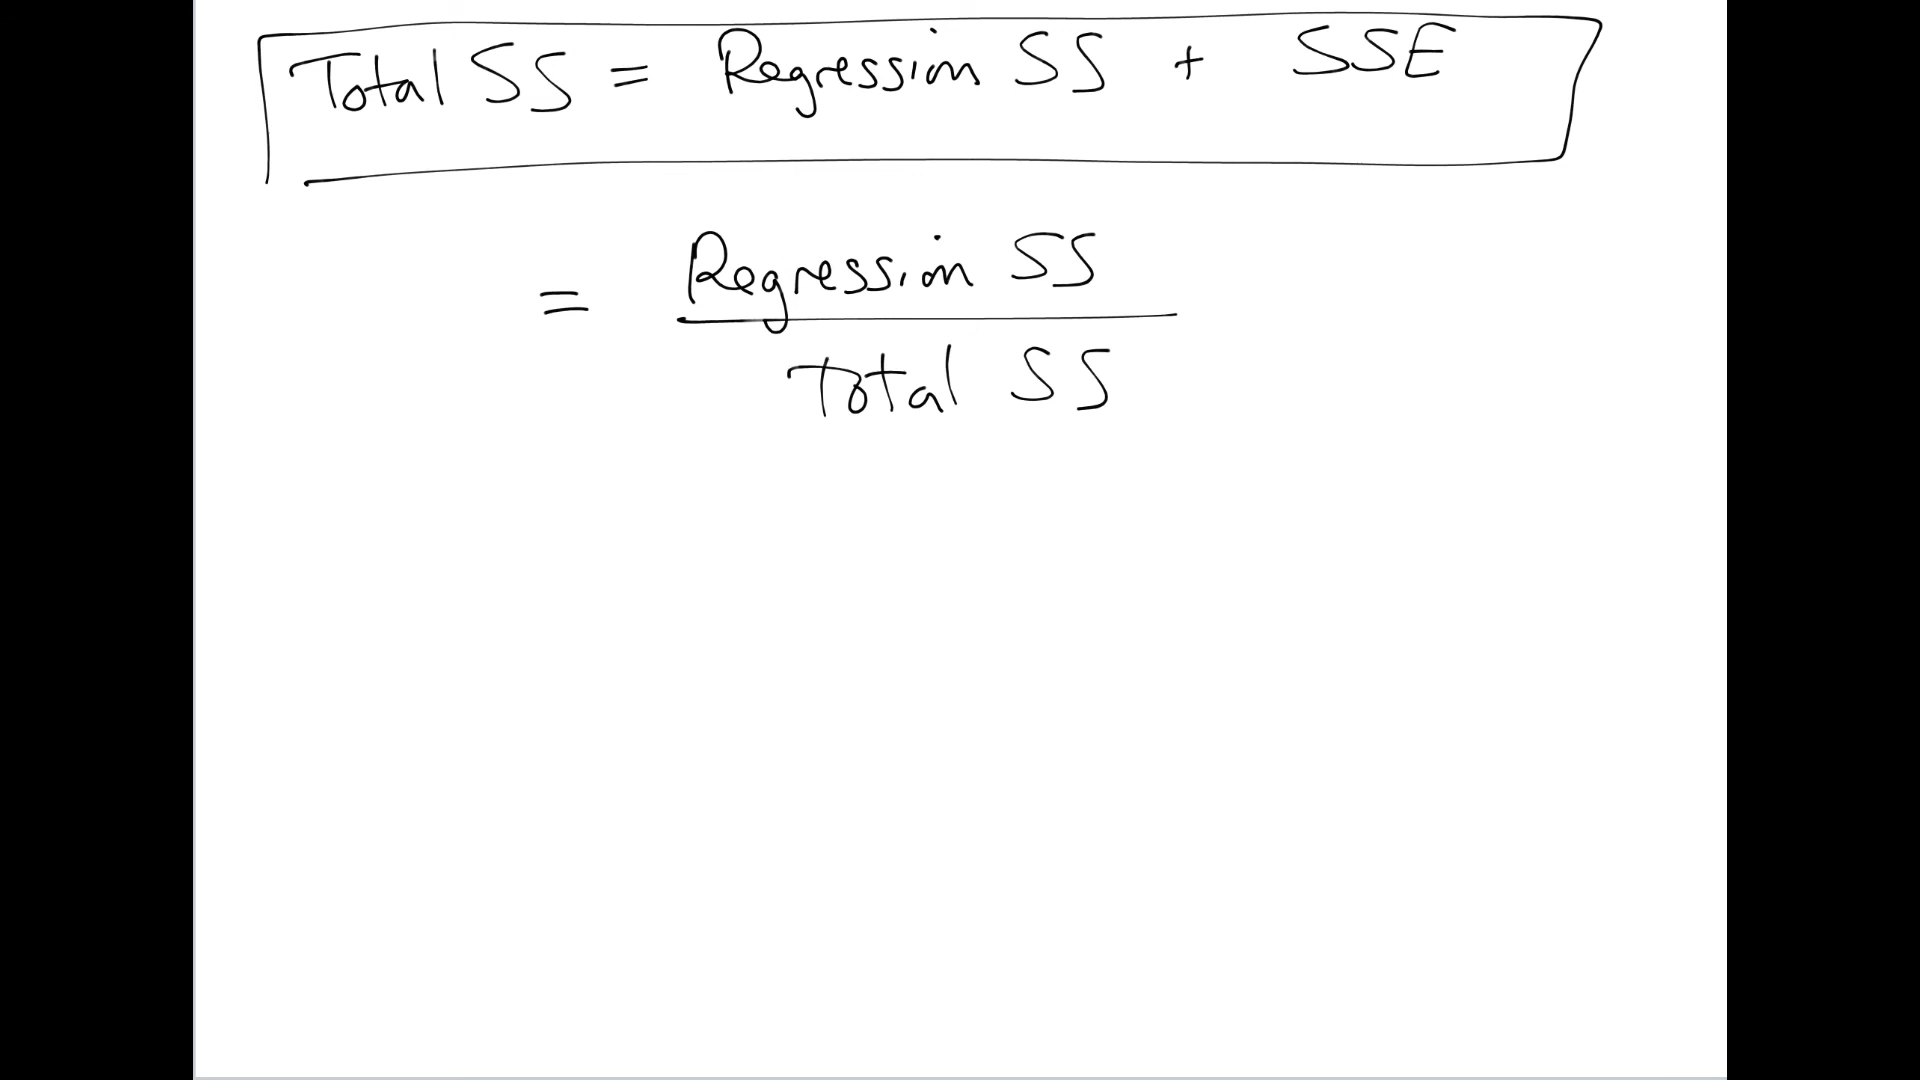 Total SS = Regression SS + SSE
= Regression SS
Total SS